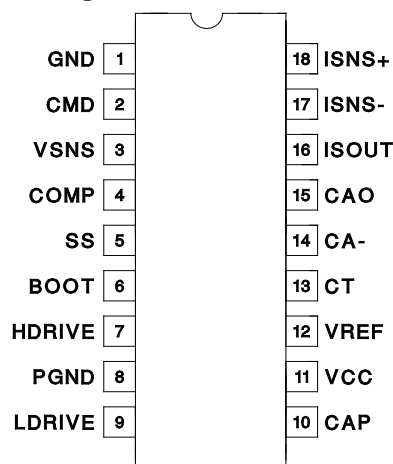 GND 1 18 ISNS+
CMD 2 17 ISNS-
VSNS 3 16 ISOUT
COMP 4 15 CAO
SS 5 14 CA-
BOOT 6 13 CT
HDRIVE 7 12 VREF
PGND 8 11 VCC
LDRIVE 9 10 CAP